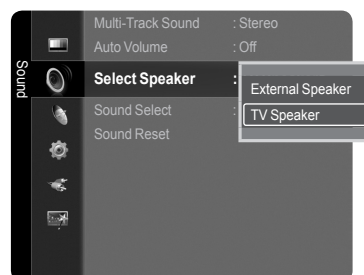 Sound
Multi-Track Sound : Stereo
Auto Volume : Off
Select Speaker :
External Speaker
TV Speaker
Sound Select :
Sound Reset